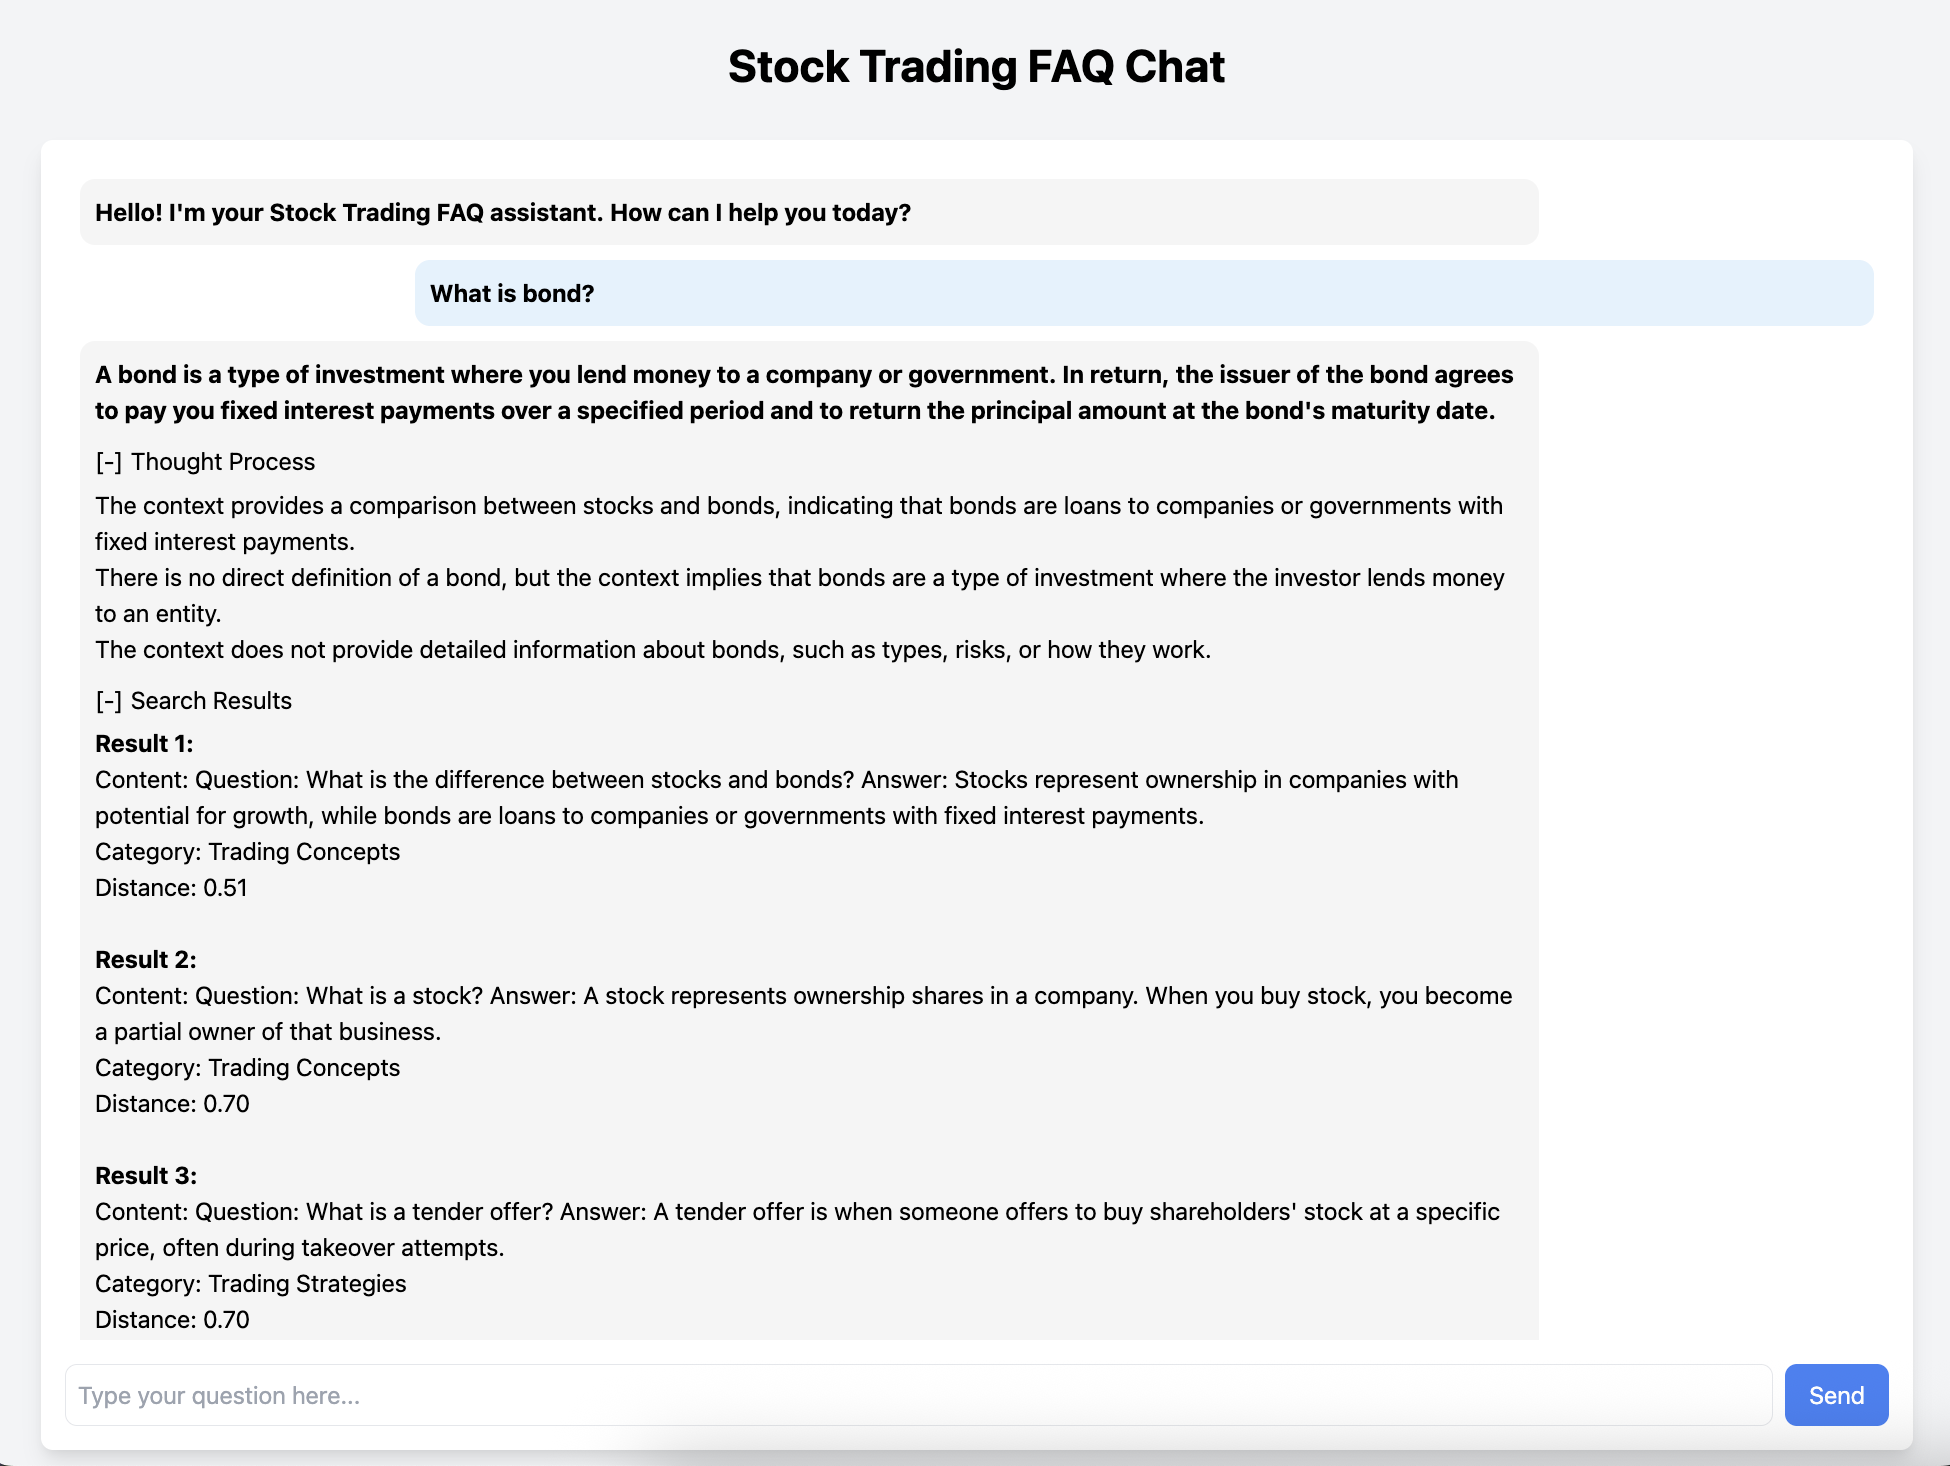 Stock Trading FAQ Chat
Hello! I'm your Stock Trading FAQ assistant. How can I help you today?
What is bond?
A bond is a type of investment where you lend money to a company or government. In return, the issuer of the bond agrees
to pay you fixed interest payments over a specified period and to return the principal amount at the bond's maturity date.
[-] Thought Process
The context provides a comparison between stocks and bonds, indicating that bonds are loans to companies or governments with
fixed interest payments.
There is no direct definition of a bond, but the context implies that bonds are a type of investment where the investor lends money
to an entity.
The context does not provide detailed information about bonds, such as types, risks, or how they work.
[-] Search Results
Result 1:
Content: Question: What is the difference between stocks and bonds? Answer: Stocks represent ownership in companies with
potential for growth, while bonds are loans to companies or governments with fixed interest payments.
Category: Trading Concepts
Distance: 0.51
Result 2:
Content: Question: What is a stock? Answer: A stock represents ownership shares in a company. When you buy stock, you become
a partial owner of that business.
Category: Trading Concepts
Distance: 0.70
Result 3:
Content: Question: What is a tender offer? Answer: A tender offer is when someone offers to buy shareholders' stock at a specific
price, often during takeover attempts.
Category: Trading Strategies
Distance: 0.70
Type your question here...
Send